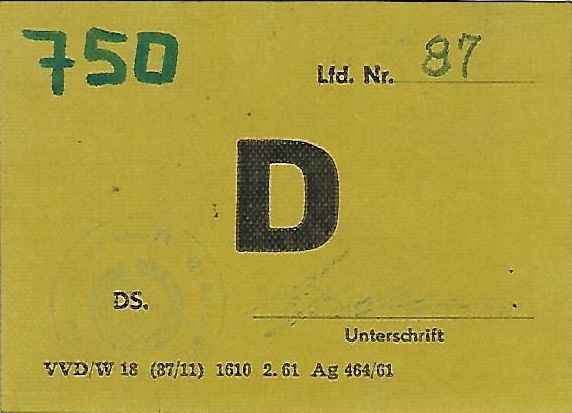 750
Lfd. Nr. 87
D
DS.
Unterschrift
VVD/W 18 (87/11) 1610 2.61 Ag 464/61